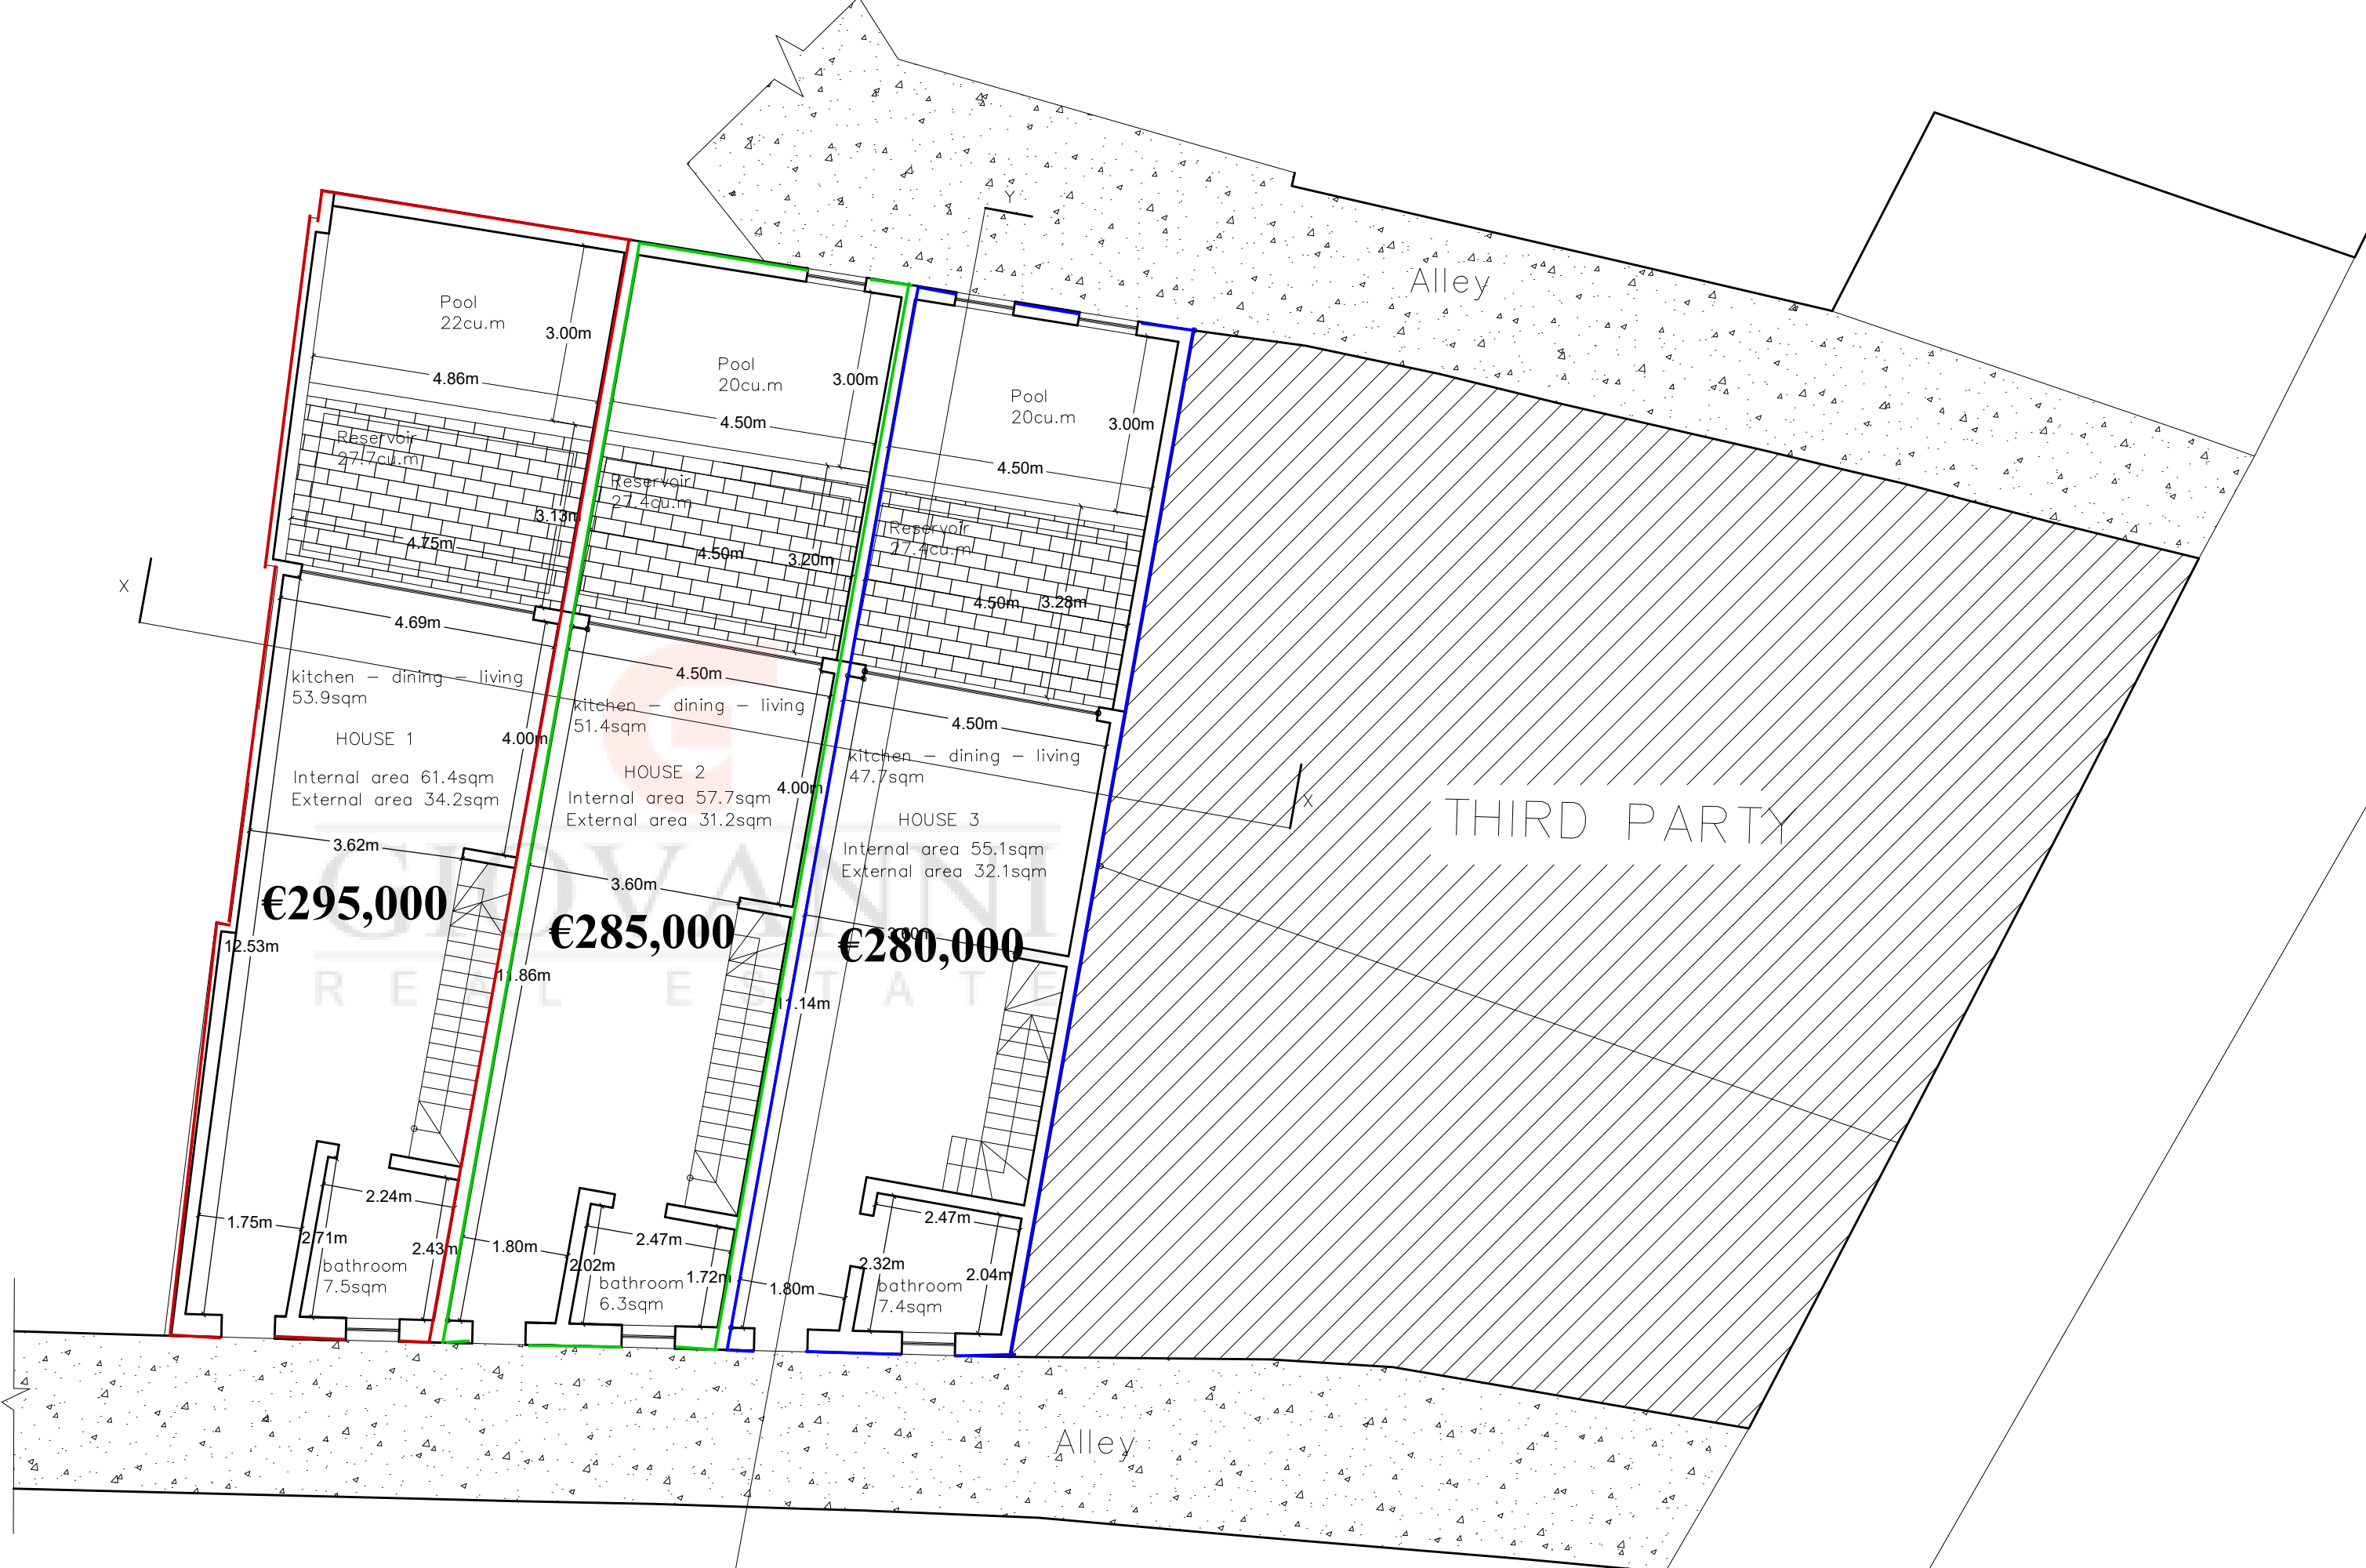 Y
Alley
Pool
22cu.m
3.00m
4.86m
Reservoir
27.7cu.m
3.13m
4.75m
Pool
20cu.m
3.00m
4.50m
Reservoir
27.4cu.m
4.50m
3.20m
Pool
20cu.m
3.00m
4.50m
Reservoir
27.4cu.m
4.50m
3.28m
X
4.69m
kitchen – dining – living
53.9sqm
HOUSE 1
4.00m
Internal area 61.4sqm
External area 34.2sqm
3.62m
€295,000
12.53m
4.50m
kitchen – dining – living
51.4sqm
HOUSE 2
4.00m
Internal area 57.7sqm
External area 31.2sqm
3.60m
€285,000
11.86m
4.50m
kitchen – dining – living
47.7sqm
HOUSE 3
Internal area 55.1sqm
External area 32.1sqm
3.60m
€280,000
11.14m
X
THIRD PARTY
G
GIOVANNI
REAL ESTATE
2.24m
1.75m
2.71m
2.43m
bathroom
7.5sqm
1.80m
2.47m
2.02m
1.72m
bathroom
6.3sqm
2.47m
1.80m
2.32m
2.04m
bathroom
7.4sqm
Alley